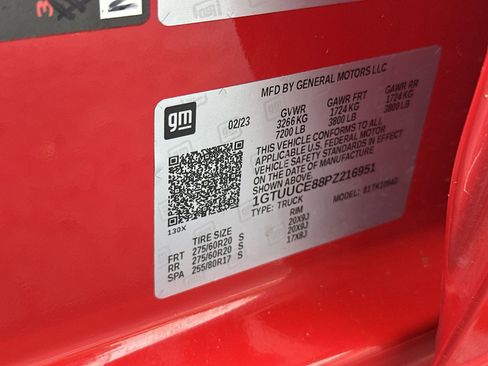 MFD BY GENERAL MOTORS LLC
gm
02/23 GVWR GAWR FRT GAWR RR
3266 KG 1724 KG 1724 KG
7200 LB 3800 LB 3800 LB
THIS VEHICLE CONFORMS TO ALL
APPLICABLE U.S. FEDERAL MOTOR
VEHICLE SAFETY STANDARDS IN EFFECT
ON THE DATE OF MANUFACTURE
SHOWN ABOVE.
1GTUUCE88PZ216951
TYPE: TRUCK MODEL:
130X
TIRE SIZE RIM
FRT 275/60R20 S 20X9J
RR 275/60R20 S 20X9J
SPA 255/80R17 S 17X8J